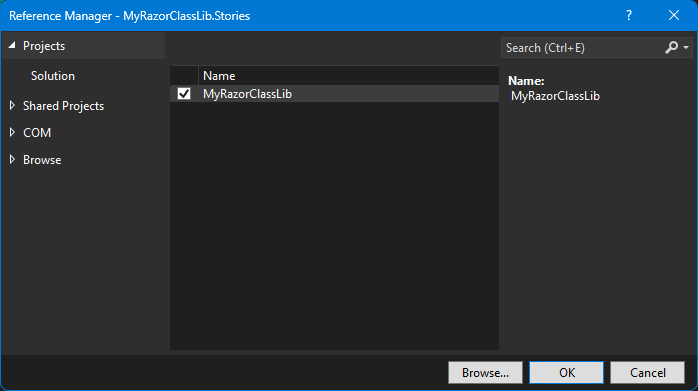 Reference Manager - MyRazorClassLib.Stories
?
Projects
Search (Ctrl+E)
Solution
Name
Name:
MyRazorClassLib
MyRazorClassLib
Shared Projects
COM
Browse
Browse...
OK
Cancel